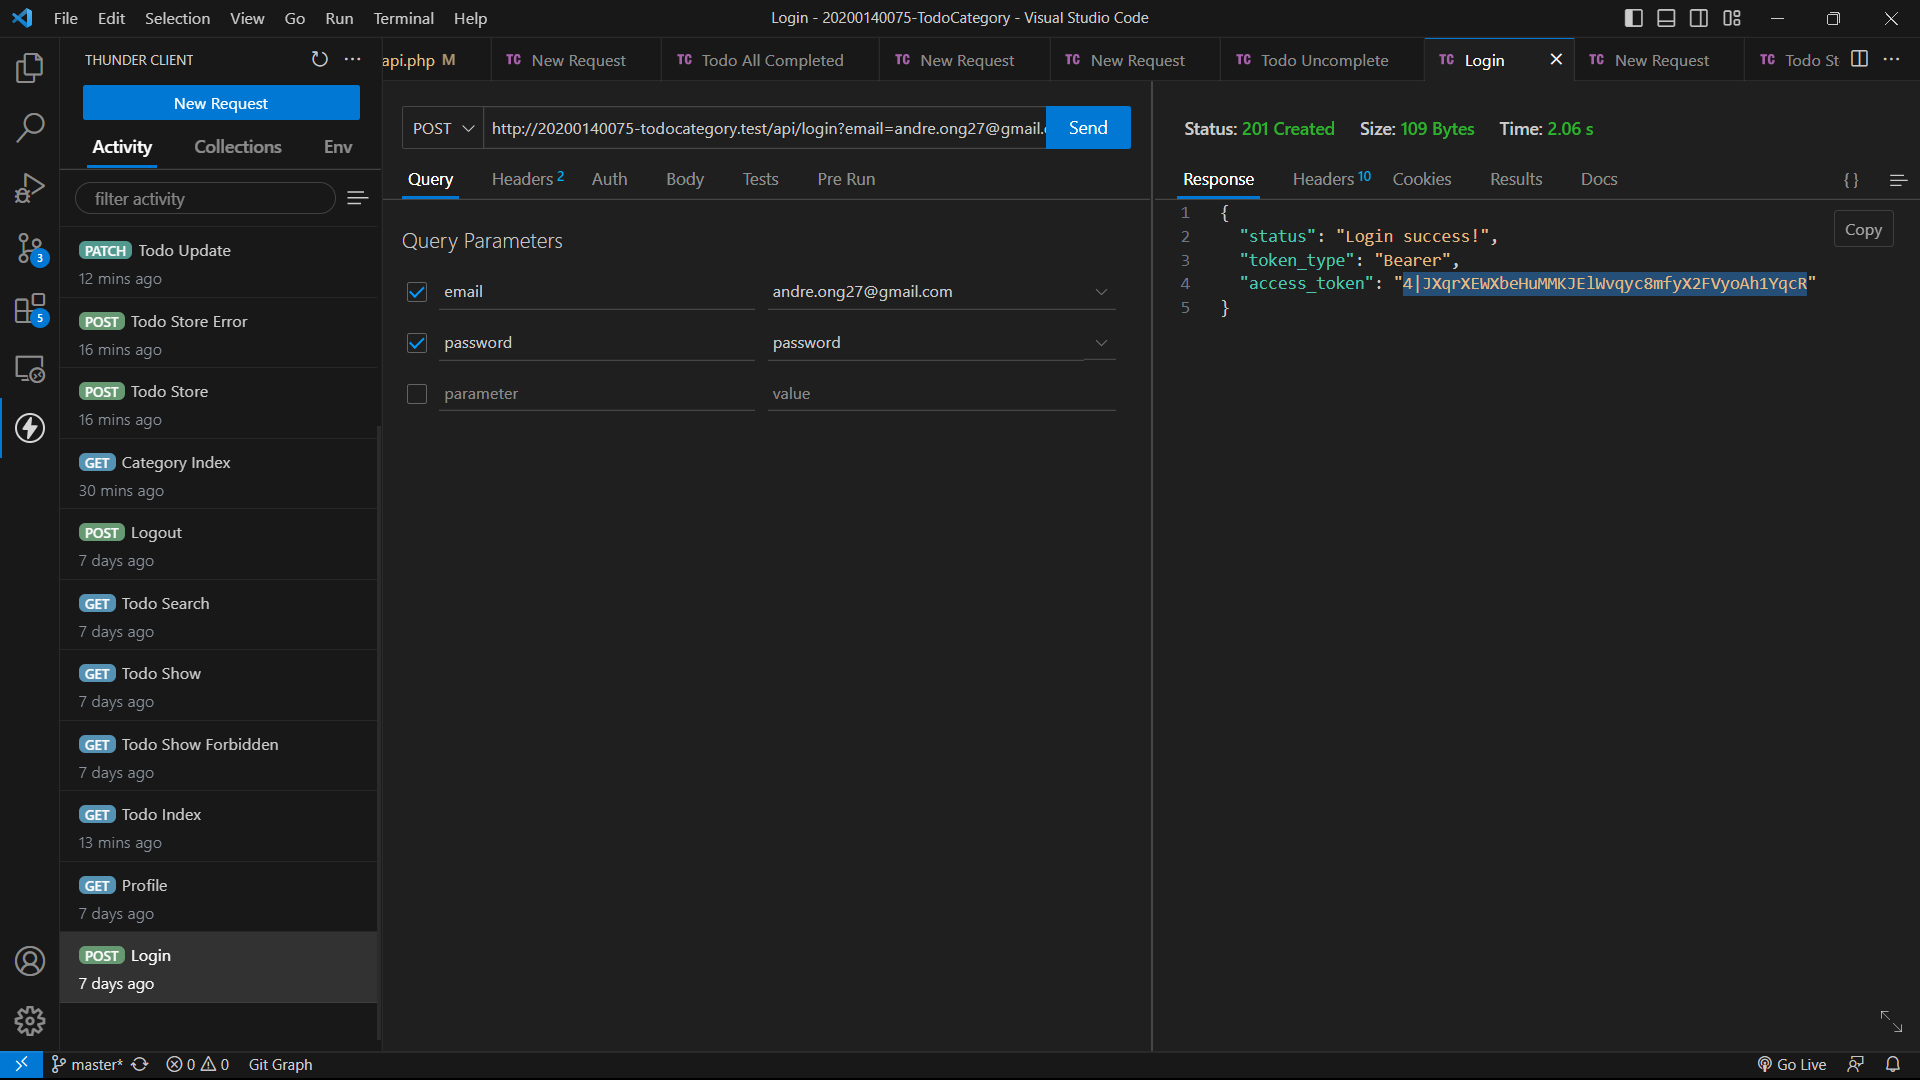 File Edit Selection View Go Run Terminal Help
Login - 20200140075-TodoCategory - Visual Studio Code
THUNDER CLIENT
New Request
Activity Collections Env
filter activity
PATCH Todo Update
12 mins ago
POST Todo Store Error
16 mins ago
POST Todo Store
16 mins ago
GET Category Index
30 mins ago
POST Logout
7 days ago
GET Todo Search
7 days ago
GET Todo Show
7 days ago
GET Todo Show Forbidden
7 days ago
GET Todo Index
13 mins ago
GET Profile
7 days ago
POST Login
7 days ago
3
5
api.php M
TC New Request
TC Todo All Completed
TC New Request
TC New Request
TC Todo Uncomplete
TC Login
TC New Request
TC Todo St
POST http://20200140075-todocategory.test/api/login?email=andre.ong27@gmail. Send
Query Headers 2 Auth Body Tests Pre Run
Query Parameters
email andre.ong27@gmail.com
password password
parameter value
Status: 201 Created Size: 109 Bytes Time: 2.06 s
Response Headers 10 Cookies Results Docs { }
Copy
1 {
2 "status": "Login success!",
3 "token_type": "Bearer",
4 "access_token": "4|JXqrXEWXbeHuMMKJElWvqyc8mfyX2FVyoAh1YqcR"
5 }
master* 0 0 Git Graph
Go Live